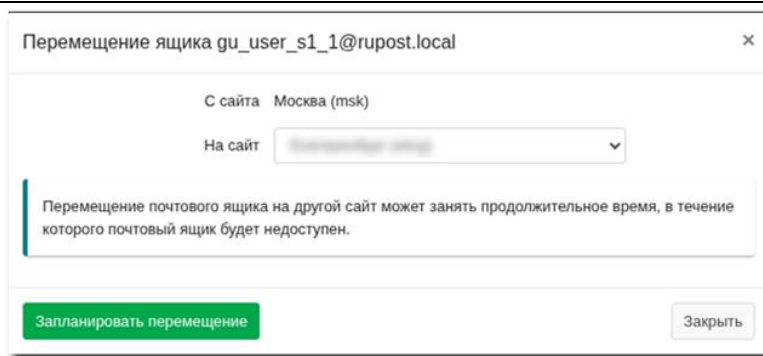 Перемещение ящика gu_user_s1_1@rupost.local ×
С сайта Москва (msk)
На сайт
Перемещение почтового ящика на другой сайт может занять продолжительное время, в течение
которого почтовый ящик будет недоступен.
Запланировать перемещение Закрыть